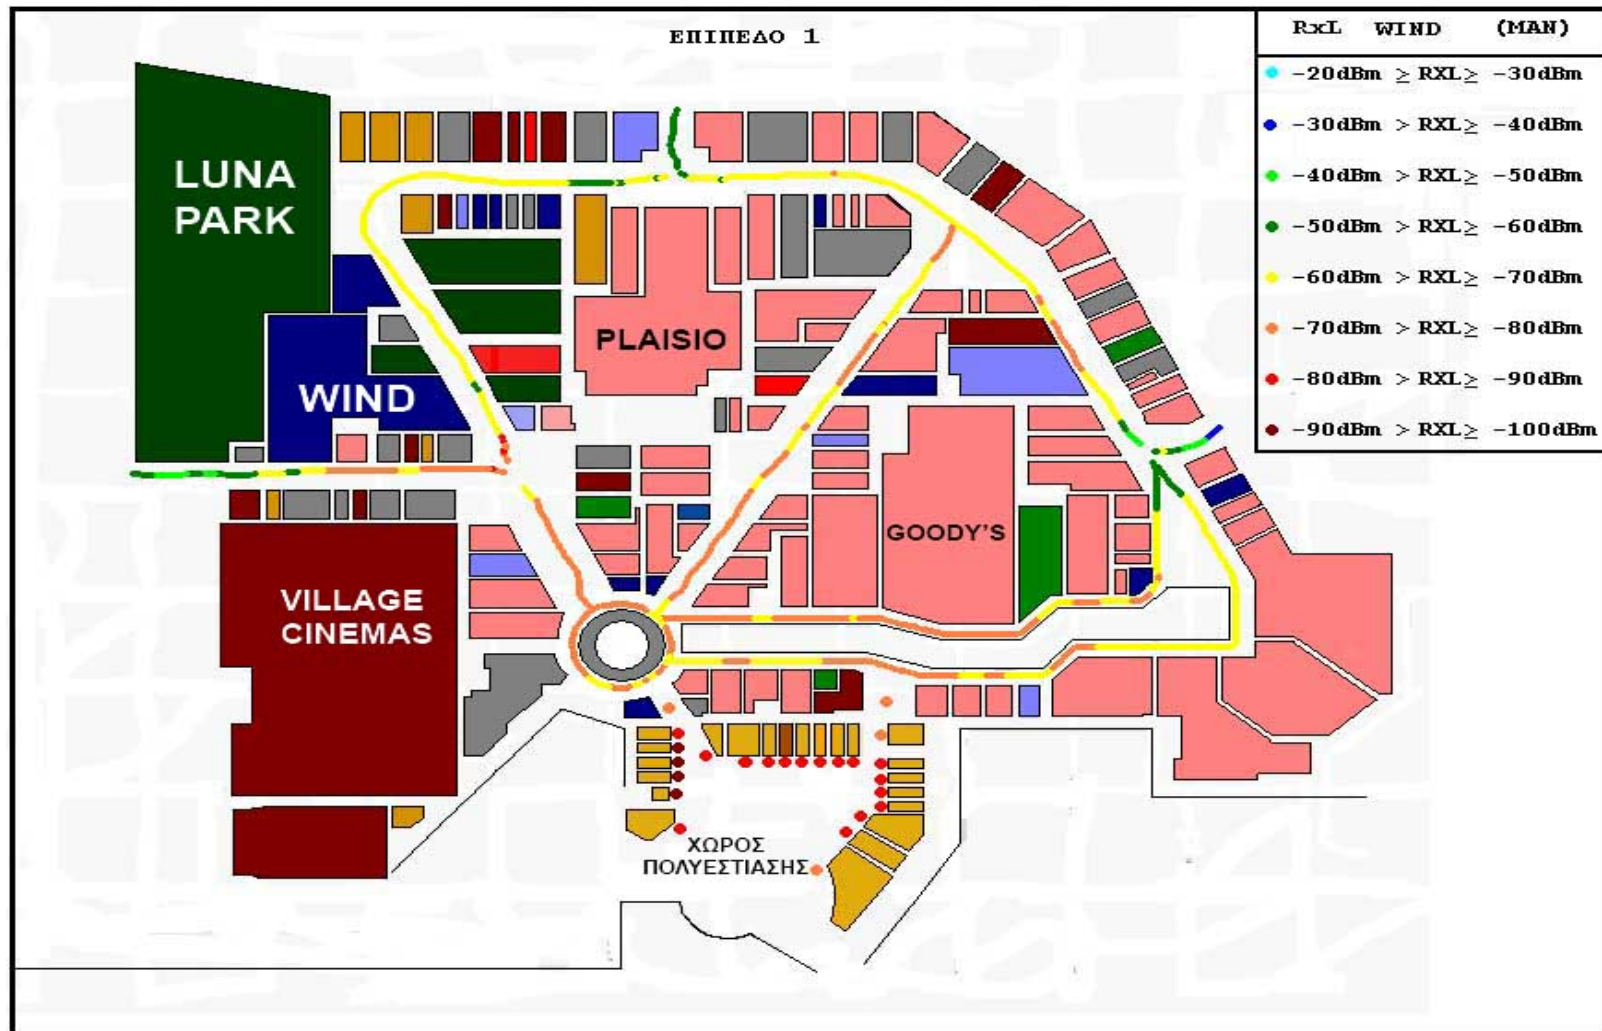 ΕΠΙΠΕΔΟ 1
RxL WIND (MAN)
-20dBm ≥ RXL ≥ -30dBm
-30dBm > RXL ≥ -40dBm
-40dBm > RXL ≥ -50dBm
-50dBm > RXL ≥ -60dBm
-60dBm > RXL ≥ -70dBm
-70dBm > RXL ≥ -80dBm
-80dBm > RXL ≥ -90dBm
-90dBm > RXL ≥ -100dBm
LUNA
PARK
PLAISIO
WIND
GOODY'S
VILLAGE
CINEMAS
ΧΩΡΟΣ
ΠΟΛΥΕΣΤΙΑΣΗΣ